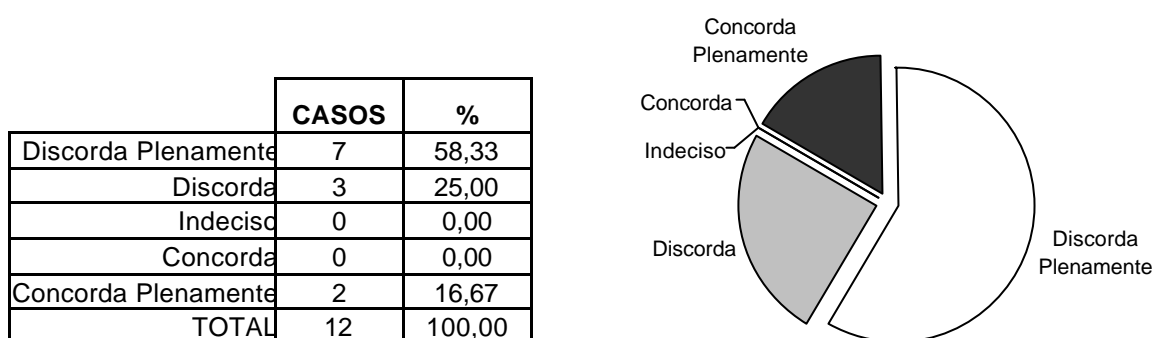 CASOS %
Discorda Plenamente 7 58,33
Discorda 3 25,00
Indeciso 0 0,00
Concorda 0 0,00
Concorda Plenamente 2 16,67
TOTAL 12 100,00
Concorda
Plenamente
Concorda
Indeciso
Discorda
Discorda
Plenamente